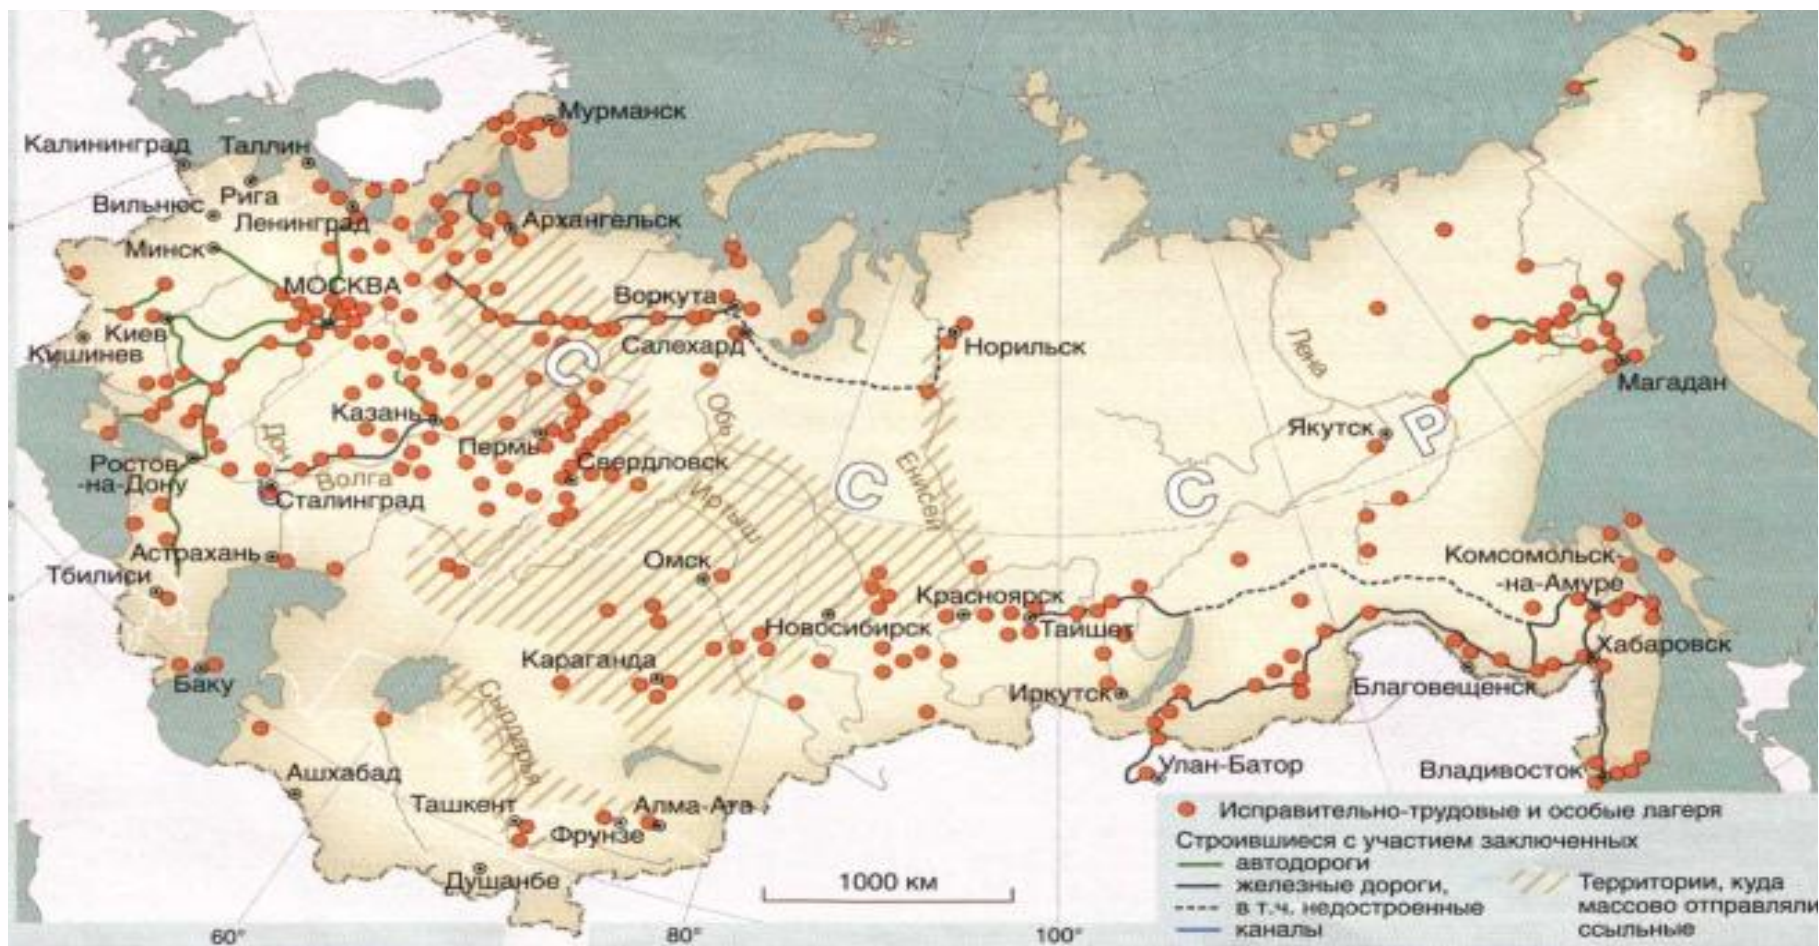 Мурманск
Калининград
Таллин
Рига
Вильнюс
Ленинград
Архангельск
Минск
МОСКВА
Воркута
Киев
Кишинев
Салехард
Норильск
Лена
Магадан
С
Обь
Казань
Якутск
Р
Дон
Пермь
Ростов
-на-Дону
Свердловск
Волга
Сталинград
Иртыш
С
Енисей
С
Астрахань
Тбилиси
Омск
Комсомольск-
-на-Амуре
Красноярск
Новосибирск
Тайшет
Хабаровск
Караганда
Баку
Сырдарья
Иркутск
Благовещенск
Ашхабад
Улан-Батор
Владивосток
Ташкент
Алма-Ата
Фрунзе
Душанбе
1000 км
60°
80°
100°
Исправительно-трудовые и особые лагеря
Строившиеся с участием заключенных
автодороги
железные дороги,
в т.ч. недостроенные
каналы
Территории, куда
массово отправляли
ссыльные